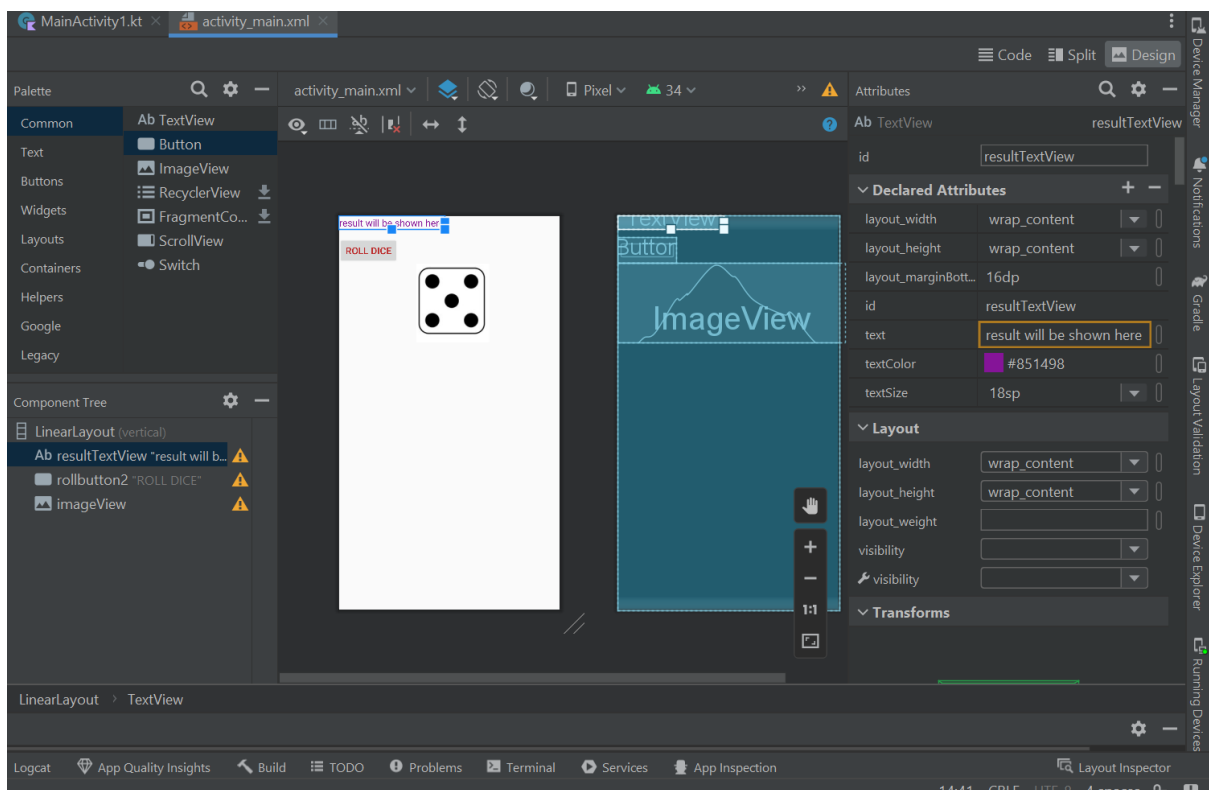 MainActivity1.kt
activity_main.xml
Code
Split
Design
Palette
activity_main.xml
Pixel
34
Attributes
Common
Text
Buttons
Widgets
Layouts
Containers
Helpers
Google
Legacy
Ab TextView
Button
ImageView
RecyclerView
FragmentCo...
ScrollView
Switch
Component Tree
LinearLayout (vertical)
Ab resultTextView "result will b...
rollbutton2 "ROLL DICE"
imageView
result will be shown her
ROLL DICE
TextView
Button
ImageView
1:1
Ab TextView
resultTextView
id
resultTextView
Declared Attributes
layout_width
wrap_content
layout_height
wrap_content
layout_marginBott...
16dp
id
resultTextView
text
result will be shown here
textColor
#851498
textSize
18sp
Layout
layout_width
wrap_content
layout_height
wrap_content
layout_weight
visibility
visibility
Transforms
Device Manager
Notifications
Gradle
Layout Validation
Device Explorer
Running Devices
LinearLayout
TextView
Logcat
App Quality Insights
Build
TODO
Problems
Terminal
Services
App Inspection
Layout Inspector